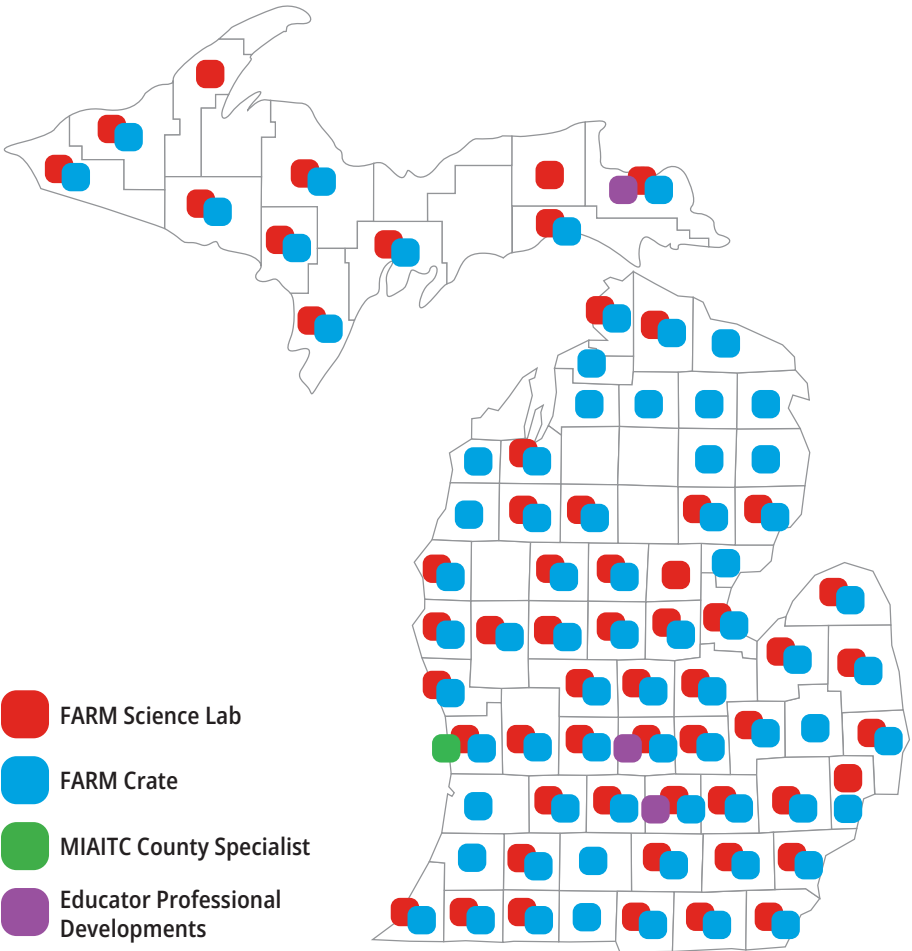 FARM Science Lab
FARM Crate
MIAITC County Specialist
Educator Professional
Developments